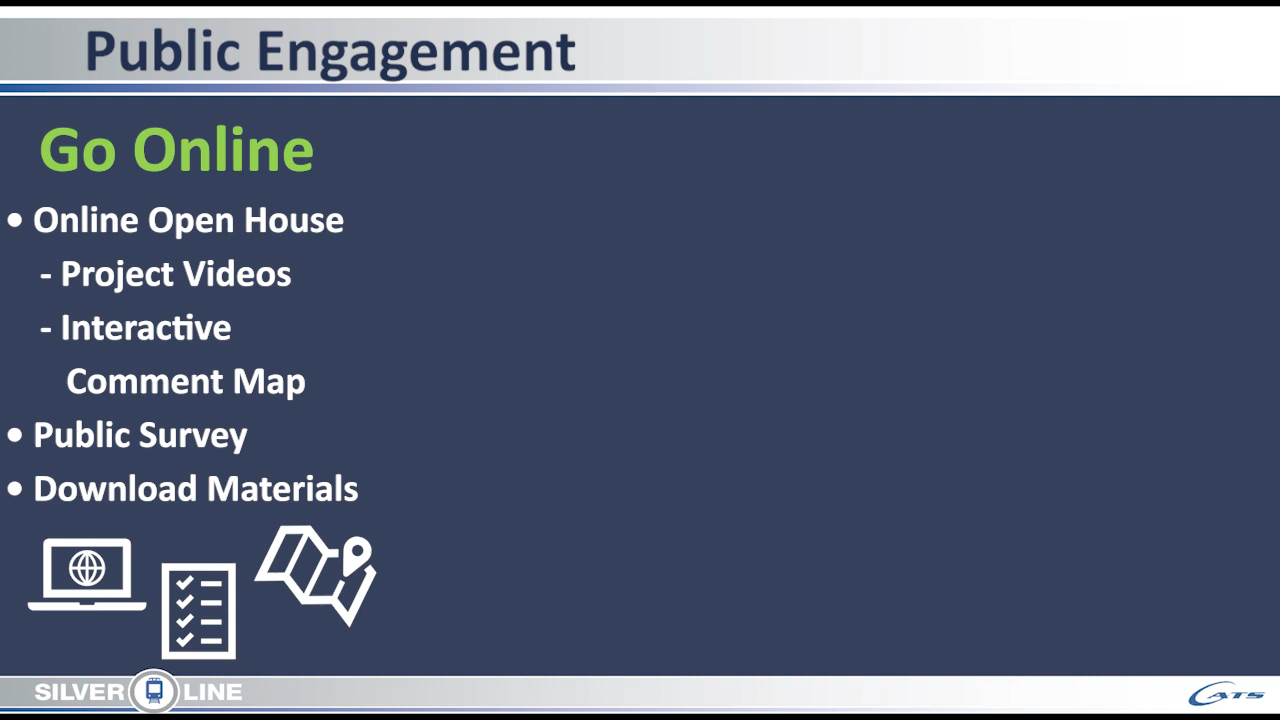 Public Engagement
Go Online
• Online Open House
- Project Videos
- Interactive
Comment Map
• Public Survey
• Download Materials
SILVER LINE
CATS